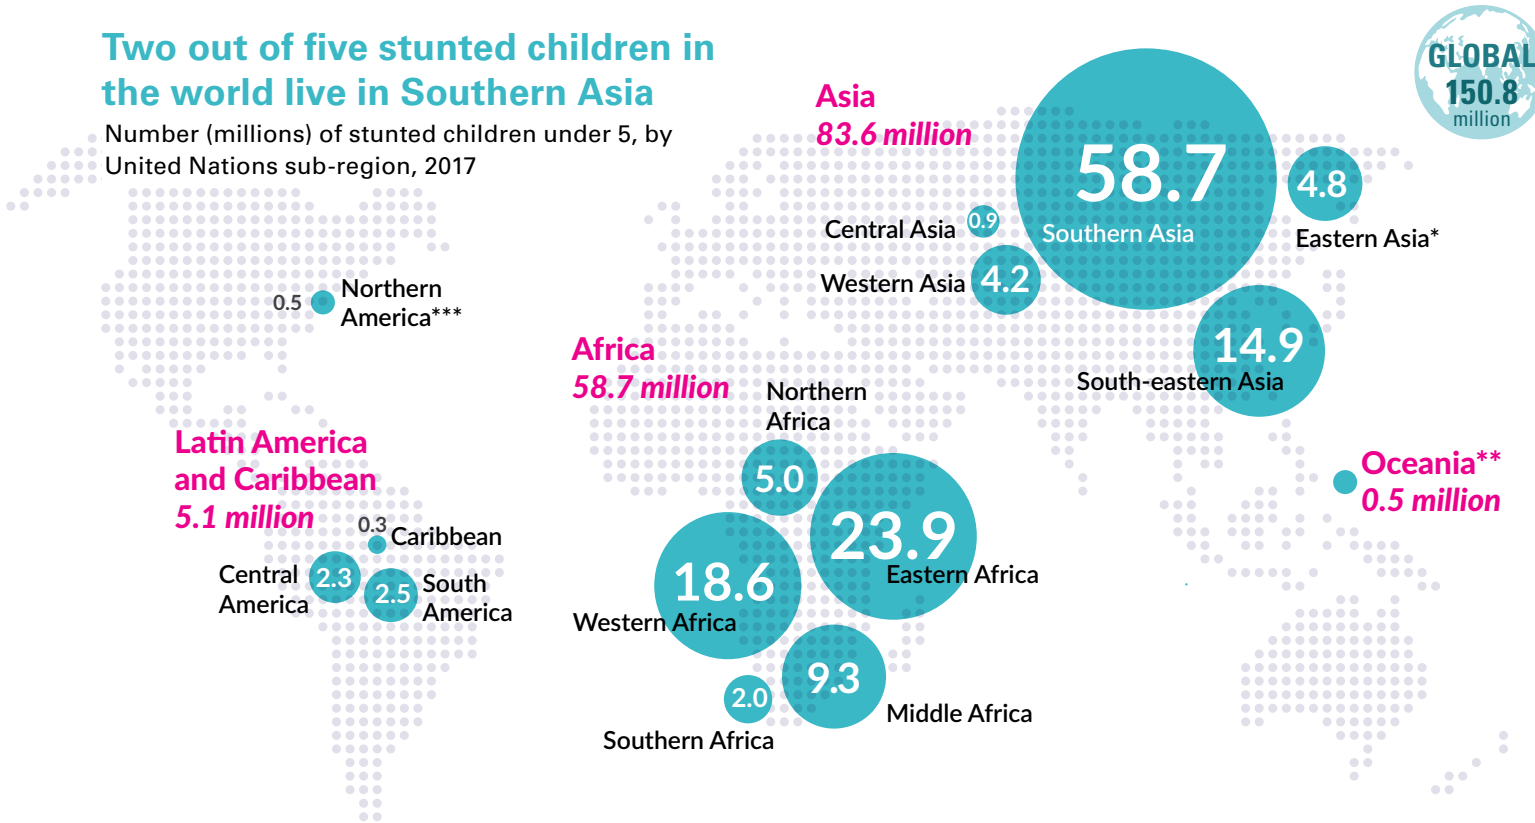 Two out of five stunted children in
the world live in Southern Asia
Number (millions) of stunted children under 5, by
United Nations sub-region, 2017
GLOBAL
150.8
million
Asia
83.6 million
58.7
Southern Asia
4.8
Eastern Asia*
Central Asia
0.9
Western Asia
4.2
14.9
South-eastern Asia
0.5
Northern
America***
Africa
58.7 million
Northern
Africa
5.0
23.9
Eastern Africa
18.6
Western Africa
9.3
Middle Africa
2.0
Southern Africa
Latin America
and Caribbean
5.1 million
0.3
Caribbean
Central
America
2.3
2.5
South
America
Oceania**
0.5 million